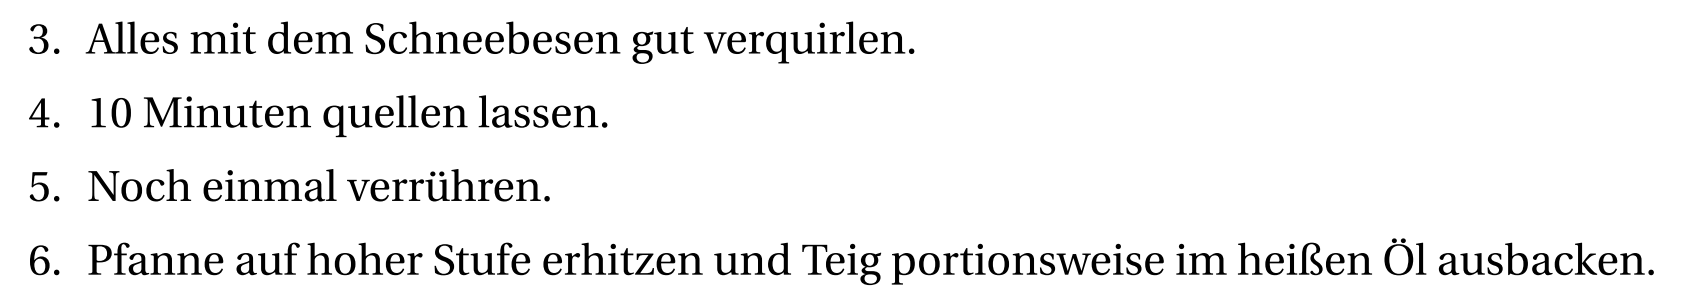 3. Alles mit dem Schneebesen gut verquirlen.
4. 10 Minuten quellen lassen.
5. Noch einmal verrühren.
6. Pfanne auf hoher Stufe erhitzen und Teig portionsweise im heißen Öl ausbacken.